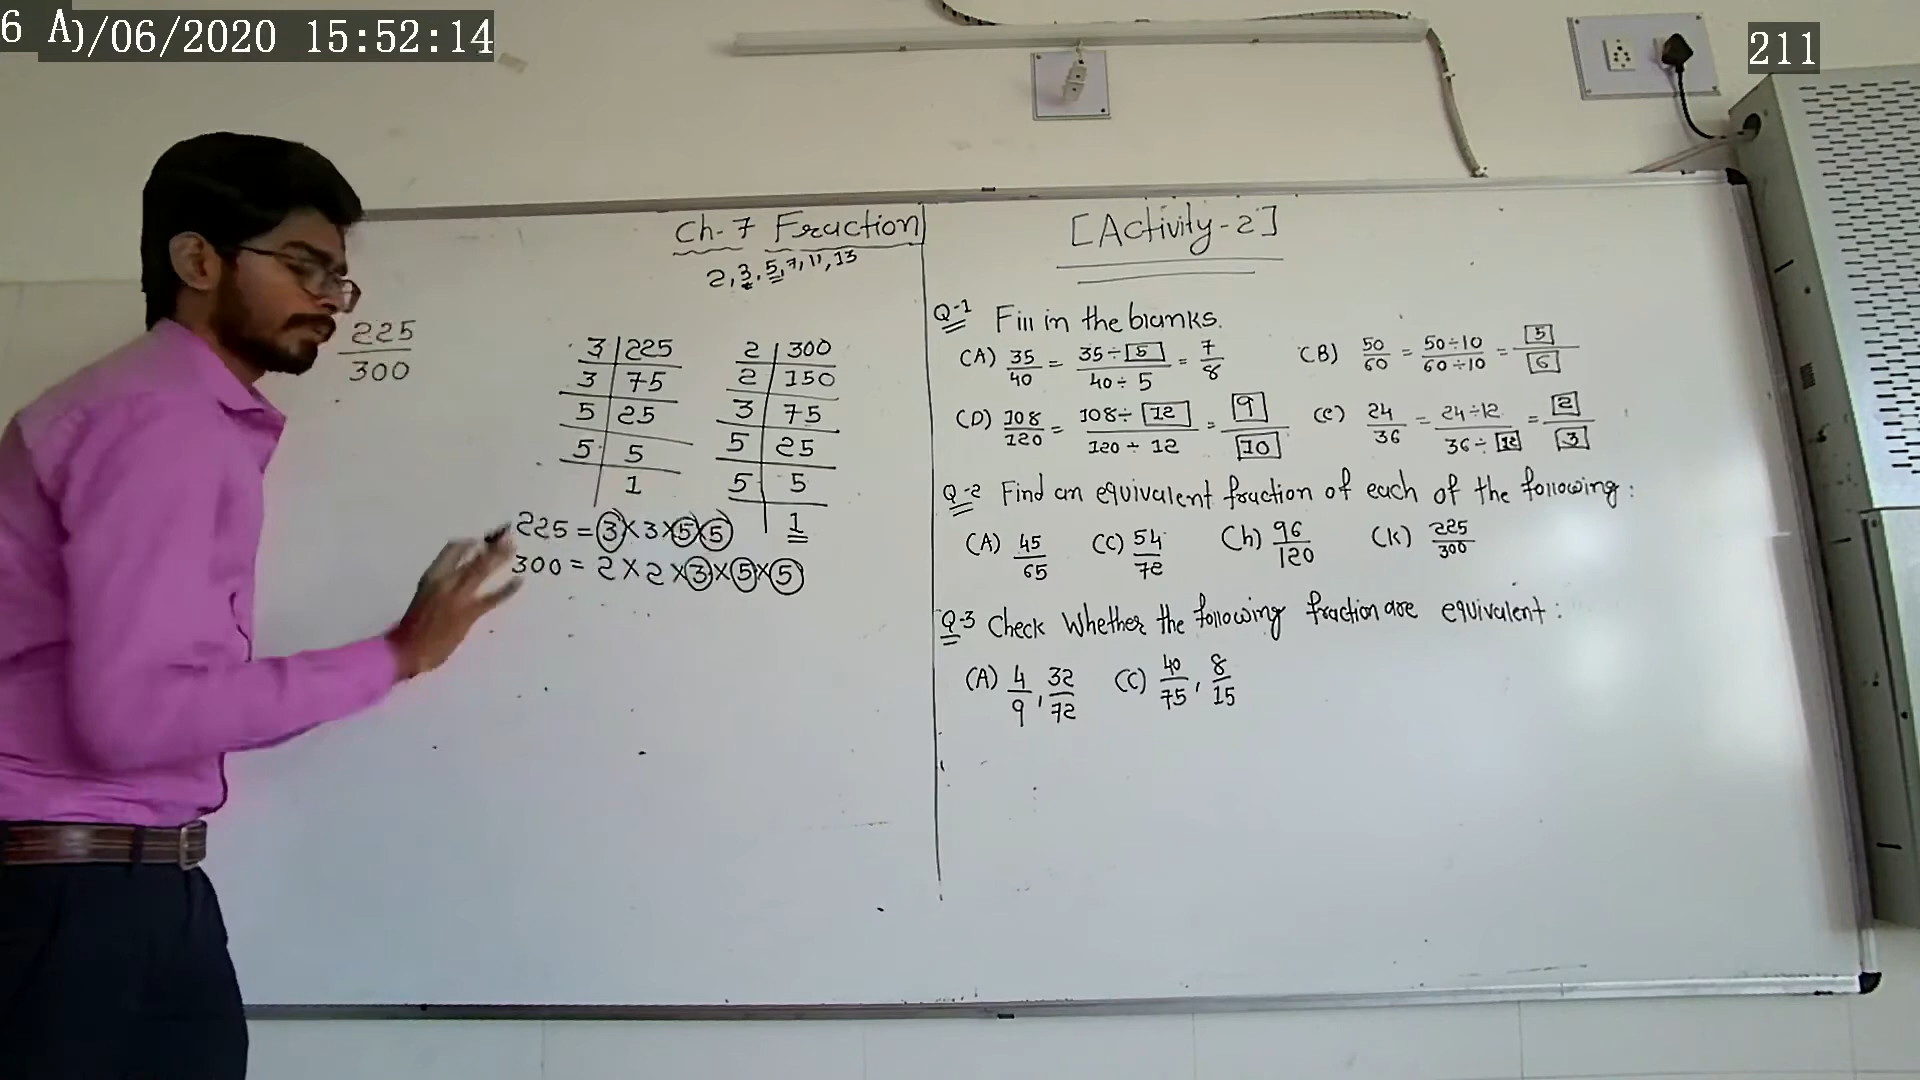 6 A
)/06/2020 15:52:14
211
Ch-7 Fraction
2, 3, 5, 7, 11, 13
225
300
3 | 225
3 | 75
5 | 25
5 | 5
1
2 | 300
2 | 150
3 | 75
5 | 25
5 | 5
1
225 = 3 × 3 × 5 × 5
300 = 2 × 2 × 3 × 5 × 5
[Activity-2]
Q-1 Fill in the blanks.
(A) 35/40 = 35÷5/40÷5 = 7/8 (B) 50/60 = 50÷10/60÷10 = 5/6
(D) 108/120 = 108÷12/120÷12 = 9/10 (e) 24/36 = 24÷12/36÷12 = 2/3
Q-2 Find an equivalent fraction of each of the following:
(A) 45/65 (C) 54/72 (h) 96/120 (k) 225/300
Q-3 Check Whether the following fraction are equivalent:
(A) 4/9, 32/72 (C) 40/75, 8/15